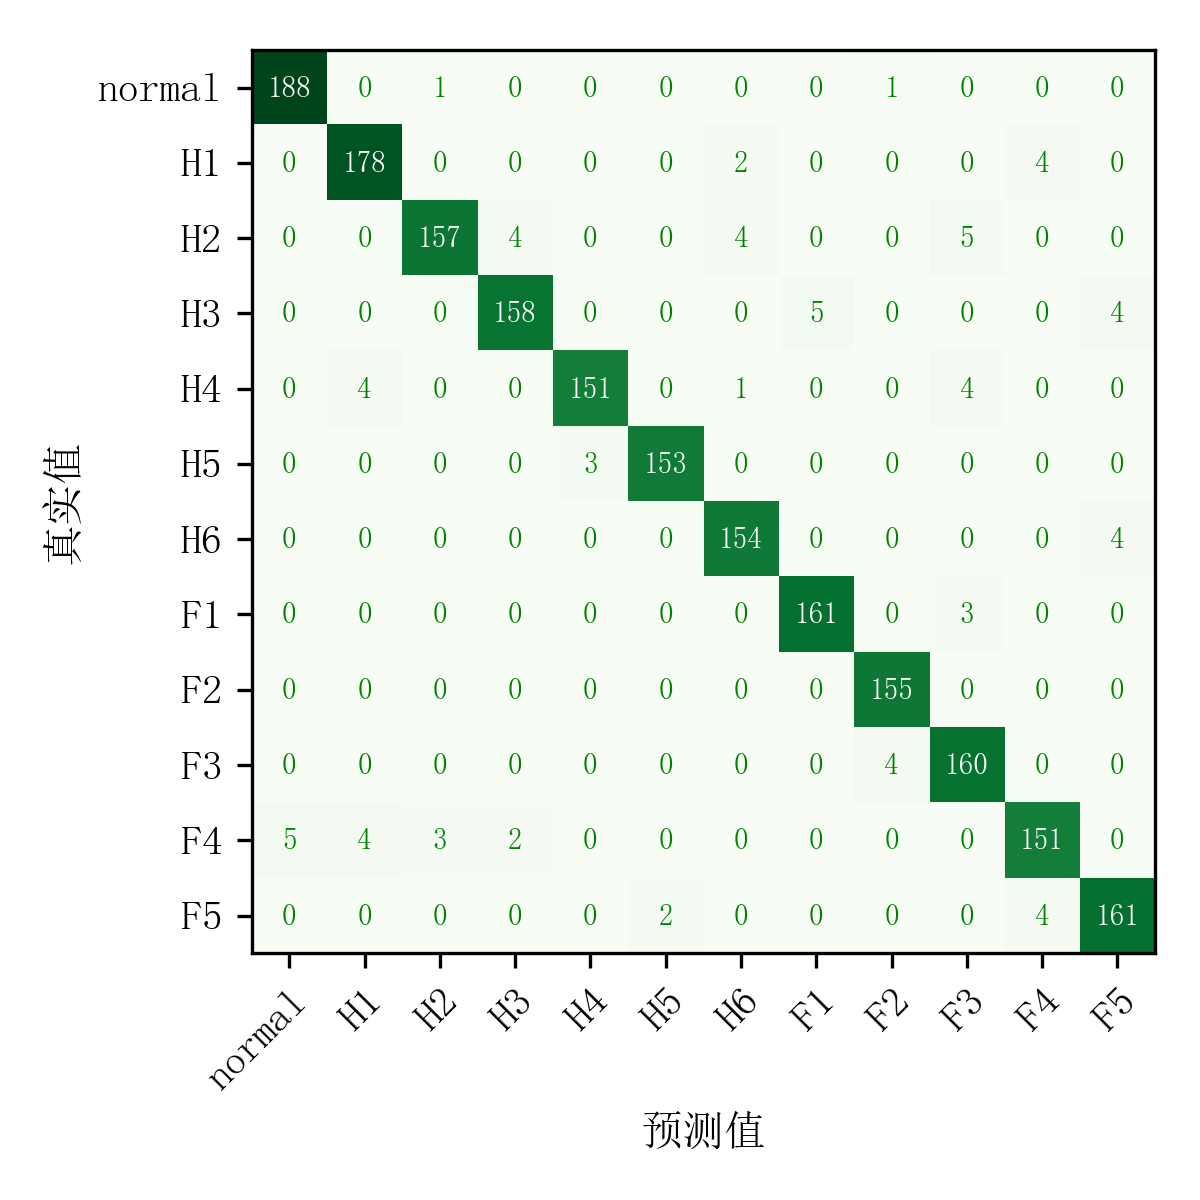 normal 188 0 1 0 0 0 0 0 1 0 0 0
H1 0 178 0 0 0 0 2 0 0 0 4 0
H2 0 0 157 4 0 0 4 0 0 5 0 0
H3 0 0 0 158 0 0 0 5 0 0 0 4
H4 0 4 0 0 151 0 1 0 0 4 0 0
H5 0 0 0 0 3 153 0 0 0 0 0 0
H6 0 0 0 0 0 0 154 0 0 0 0 4
F1 0 0 0 0 0 0 0 161 0 3 0 0
F2 0 0 0 0 0 0 0 0 155 0 0 0
F3 0 0 0 0 0 0 0 0 4 160 0 0
F4 5 4 3 2 0 0 0 0 0 0 151 0
F5 0 0 0 0 0 2 0 0 0 0 4 161
真实值
normal H1 H2 H3 H4 H5 H6 F1 F2 F3 F4 F5
预测值